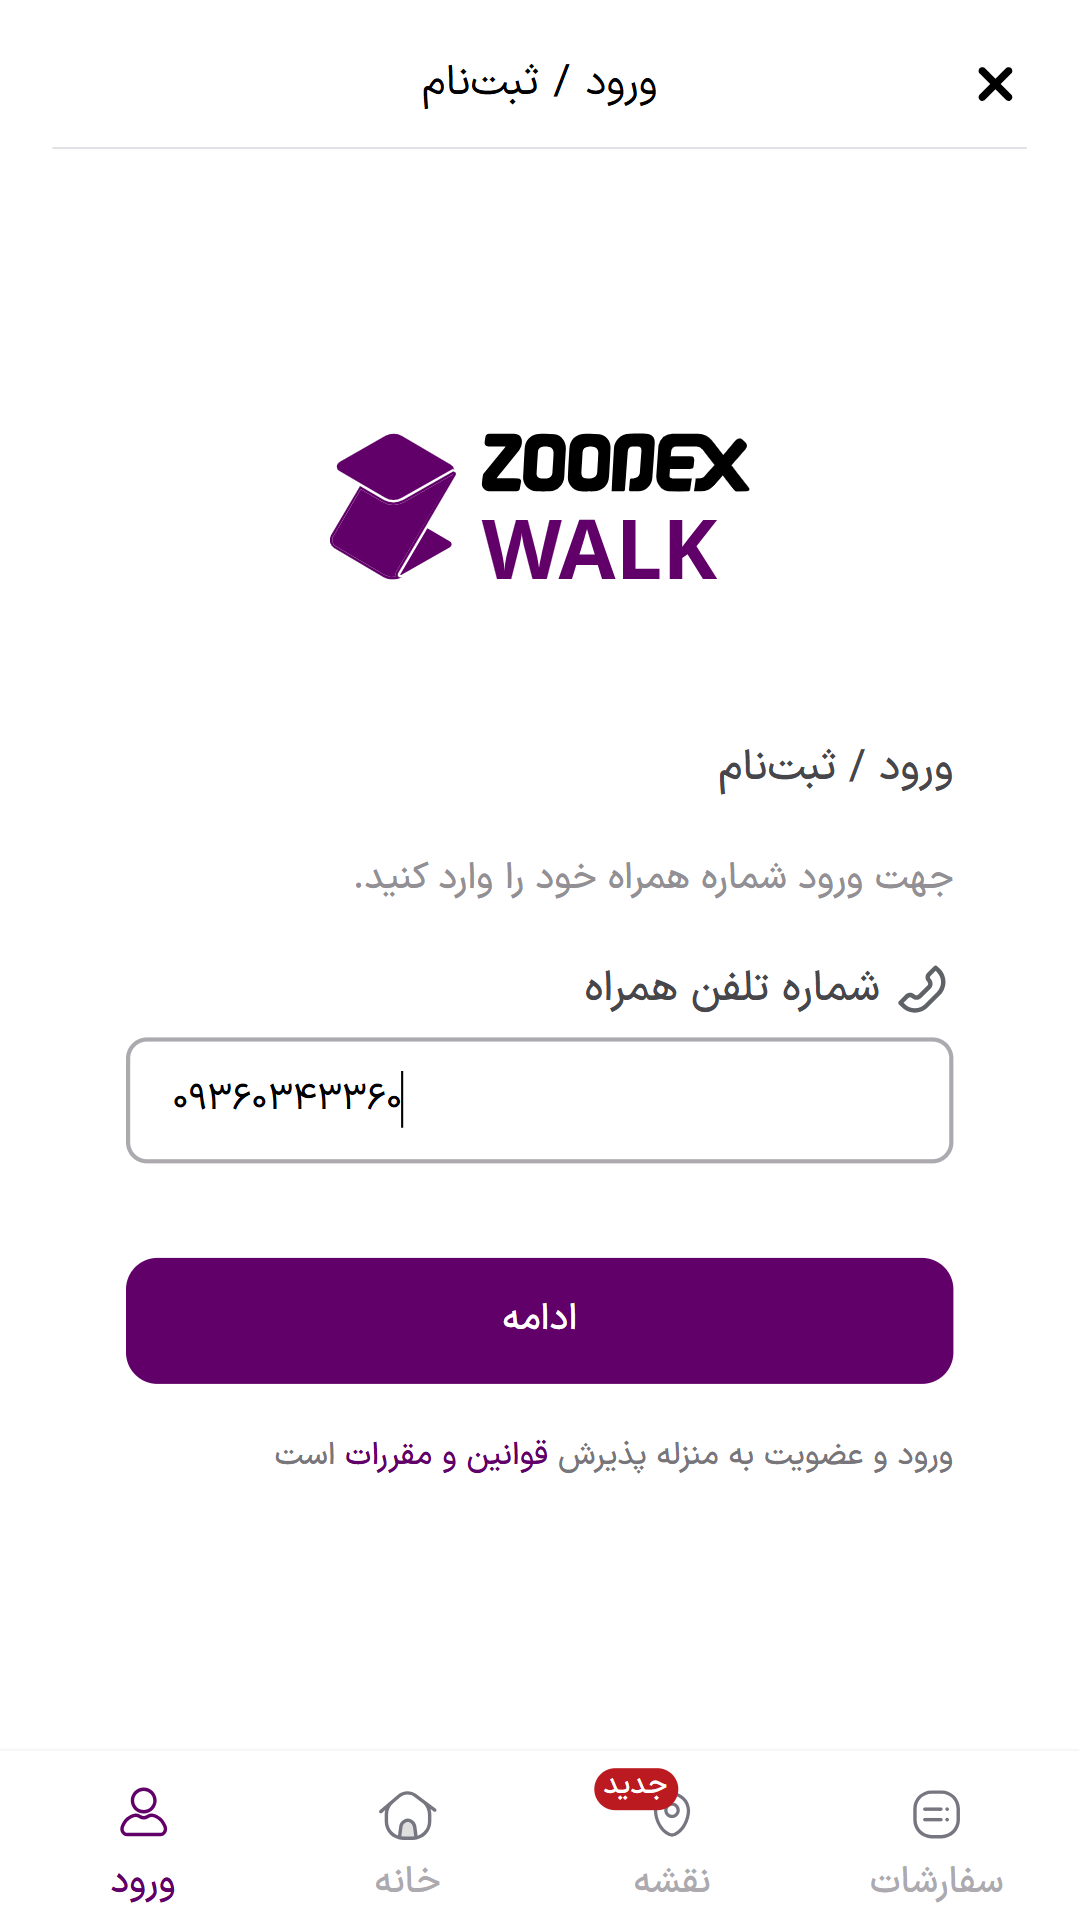 ورود / ثبت‌نام
ZOODEX
WALK
ورود / ثبت‌نام
جهت ورود شماره همراه خود را وارد کنید.
شماره تلفن همراه
۰۹۳۶۰۳۴۳۳۶۰
ادامه
ورود و عضویت به منزله پذیرش قوانین و مقررات است
جدید
سفارشات
نقشه
خانه
ورود